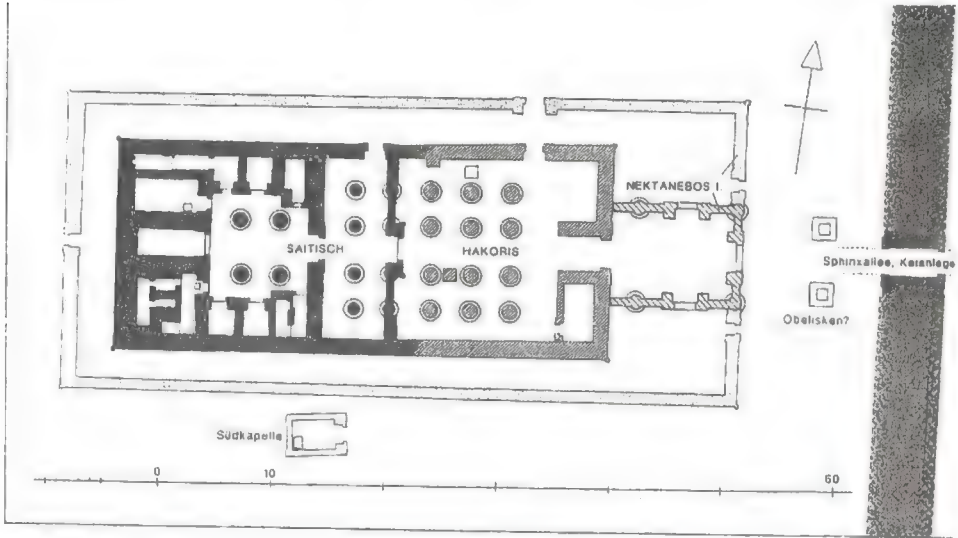 NEKTANEBOS I.
SAITISCH
HAKORIS
Sphinxallee, Kaianlage
Obelisken?
Südkapelle
0
10
60